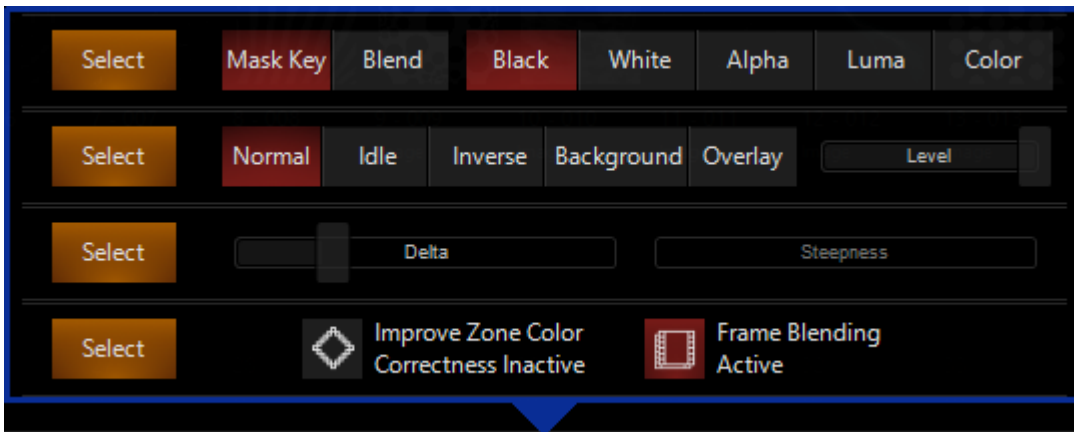 Select Mask Key Blend Black White Alpha Luma Color
Select Normal Idle Inverse Background Overlay Level
Select Delta Steepness
Select Improve Zone Color Frame Blending
Correctness Inactive Active